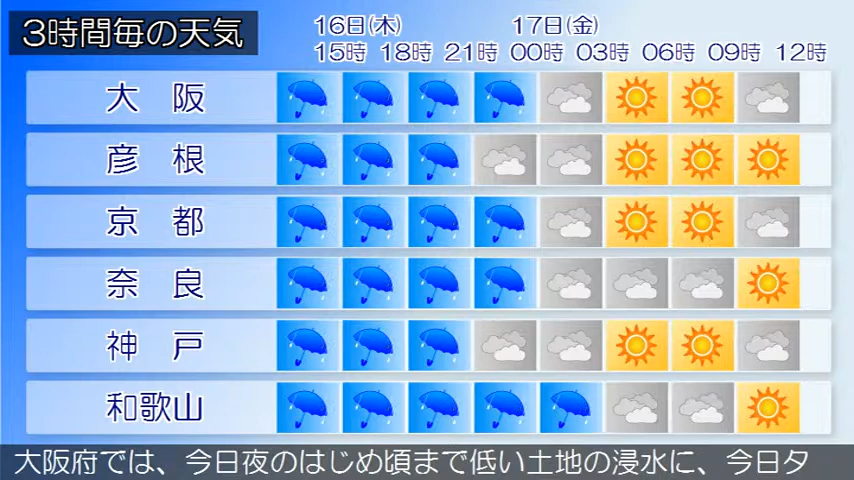 3時間毎の天気
16日(木) 17日(金)
15時 18時 21時 00時 03時 06時 09時 12時
大阪
彦根
京都
奈良
神戸
和歌山
大阪府では、今日夜のはじめ頃まで低い土地の浸水に、今日夕